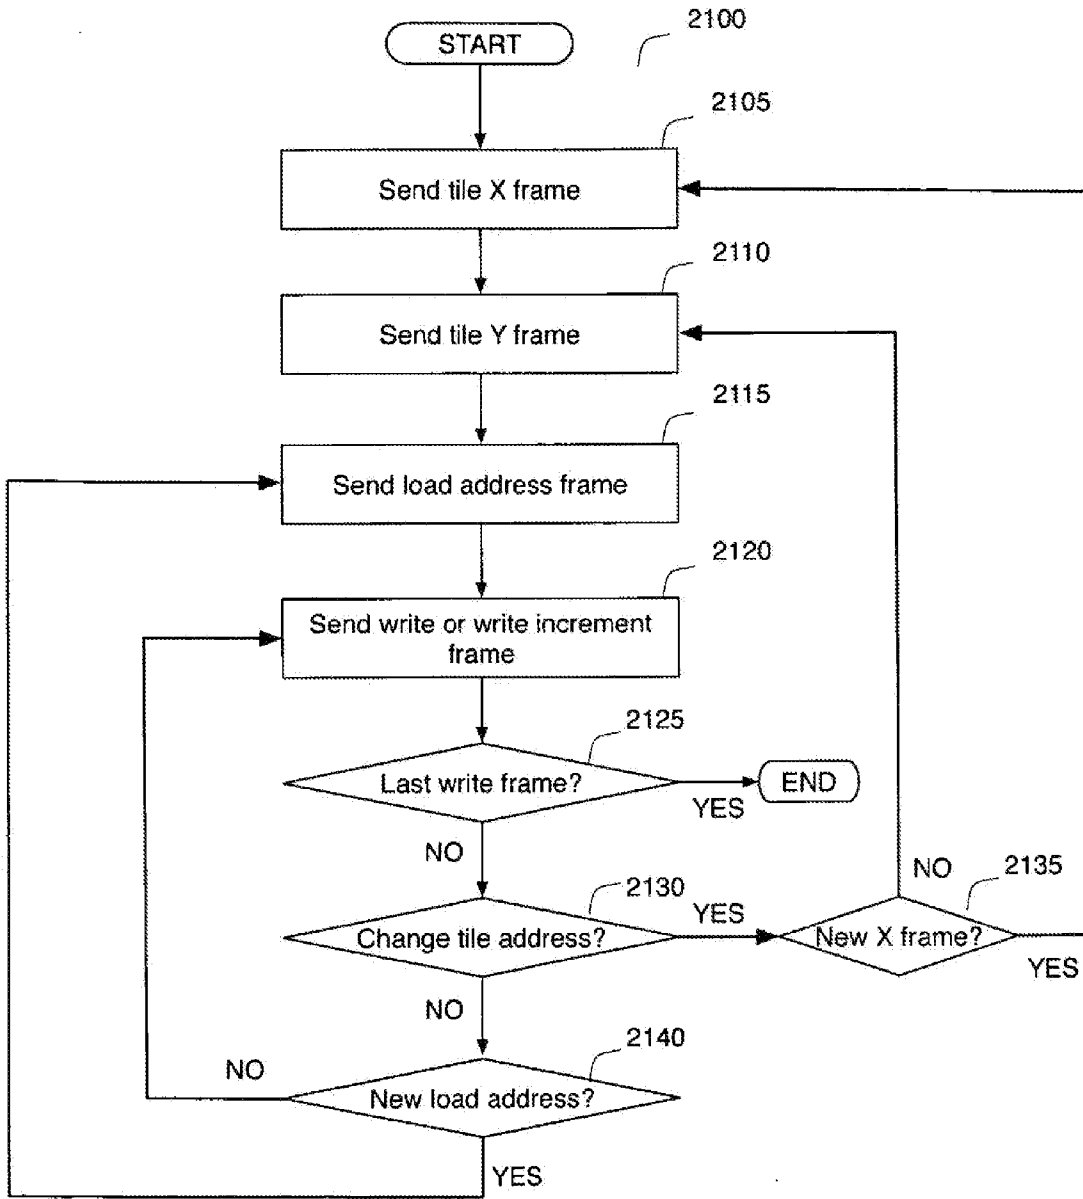 START
2100
2105
Send tile X frame
2110
Send tile Y frame
2115
Send load address frame
2120
Send write or write increment
frame
2125
Last write frame?
END
YES
NO
2130
Change tile address?
YES
NO
2135
New X frame?
YES
NO
2140
New load address?
NO
YES